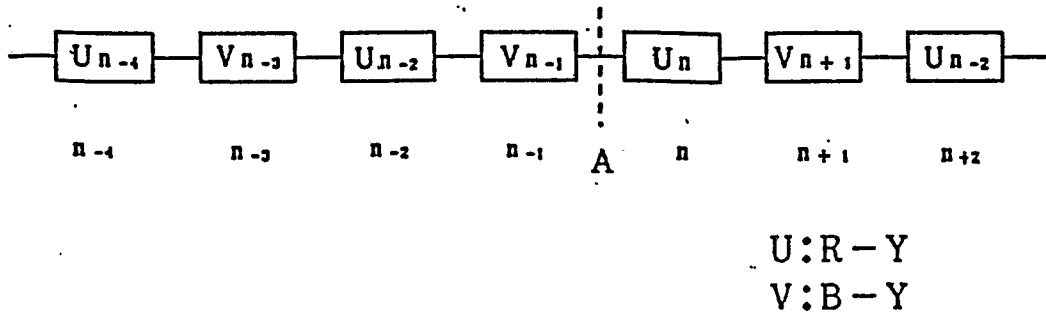 Un-4 Vn-3 Un-2 Vn-1 Un Vn+1 Un-2
n-4 n-3 n-2 n-1 A n n+1 n+2
U:R-Y
V:B-Y